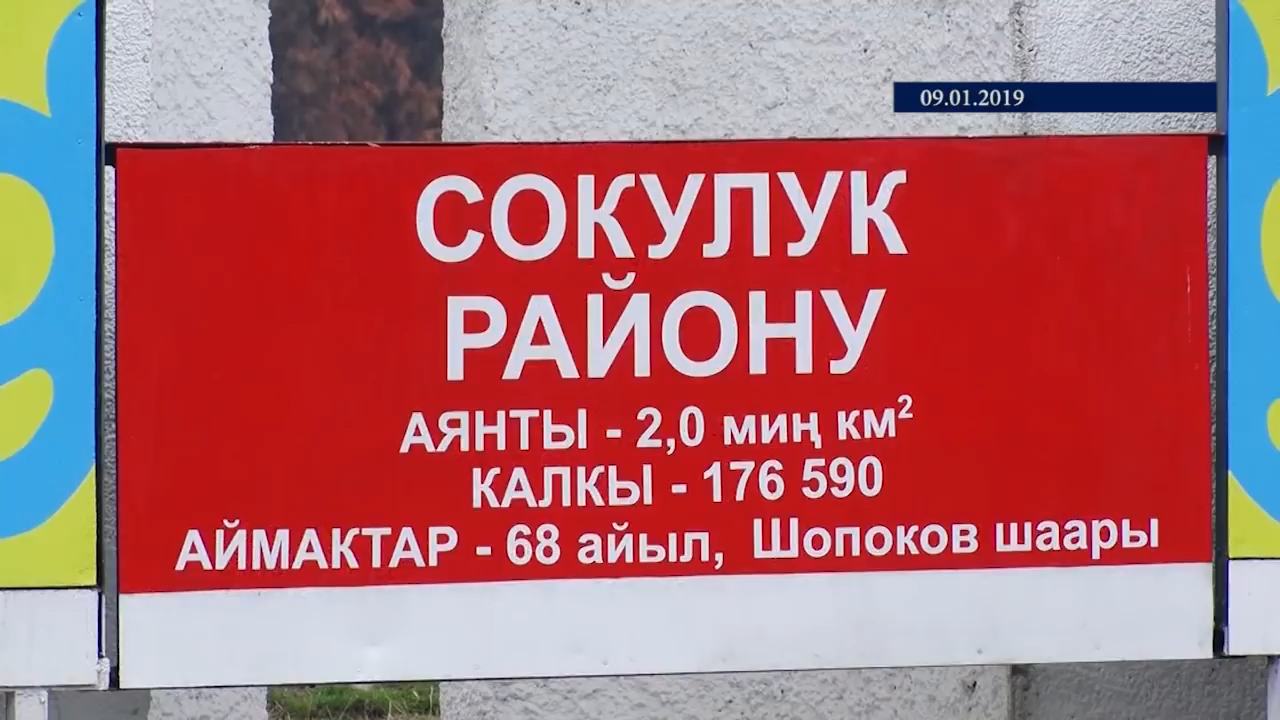 09.01.2019
СОКУЛУК
РАЙОНУ
АЯНТЫ - 2,0 миң км²
КАЛКЫ - 176 590
АЙМАКТАР - 68 айыл, Шопоков шаары